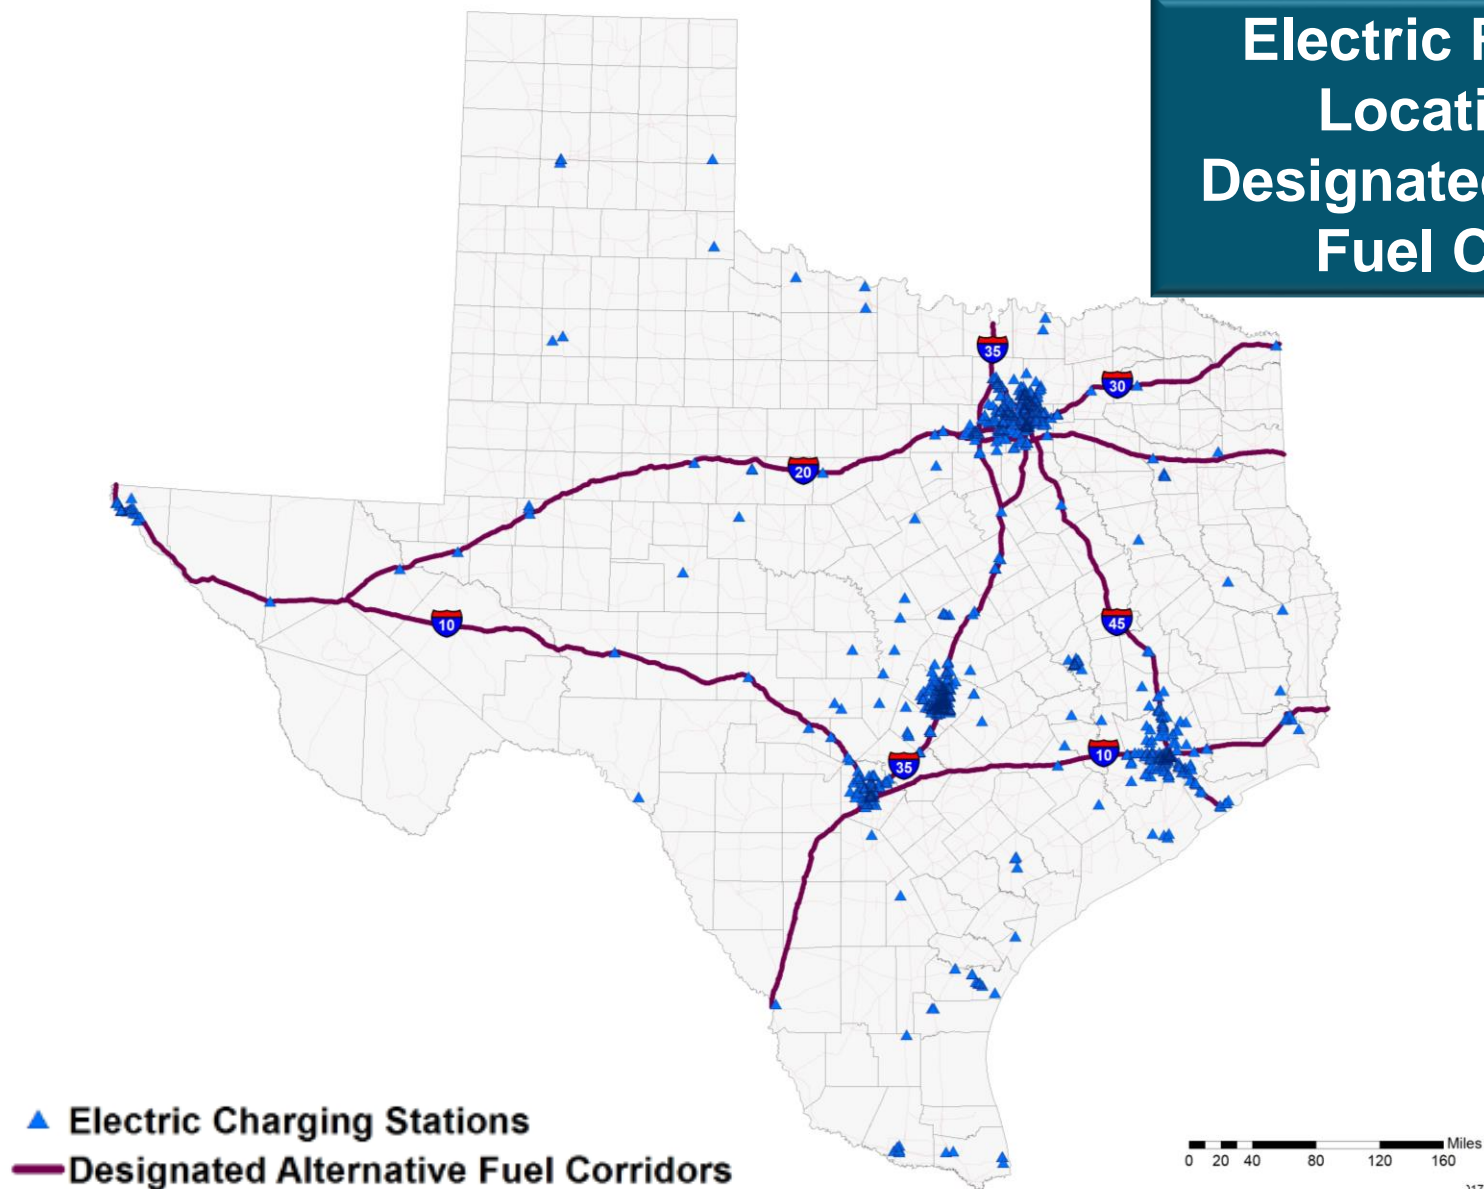 Electric
Locati
Designated
Fuel C
35
30
20
10
45
10
35
Electric Charging Stations
Designated Alternative Fuel Corridors
Miles
0 20 40 80 120 160